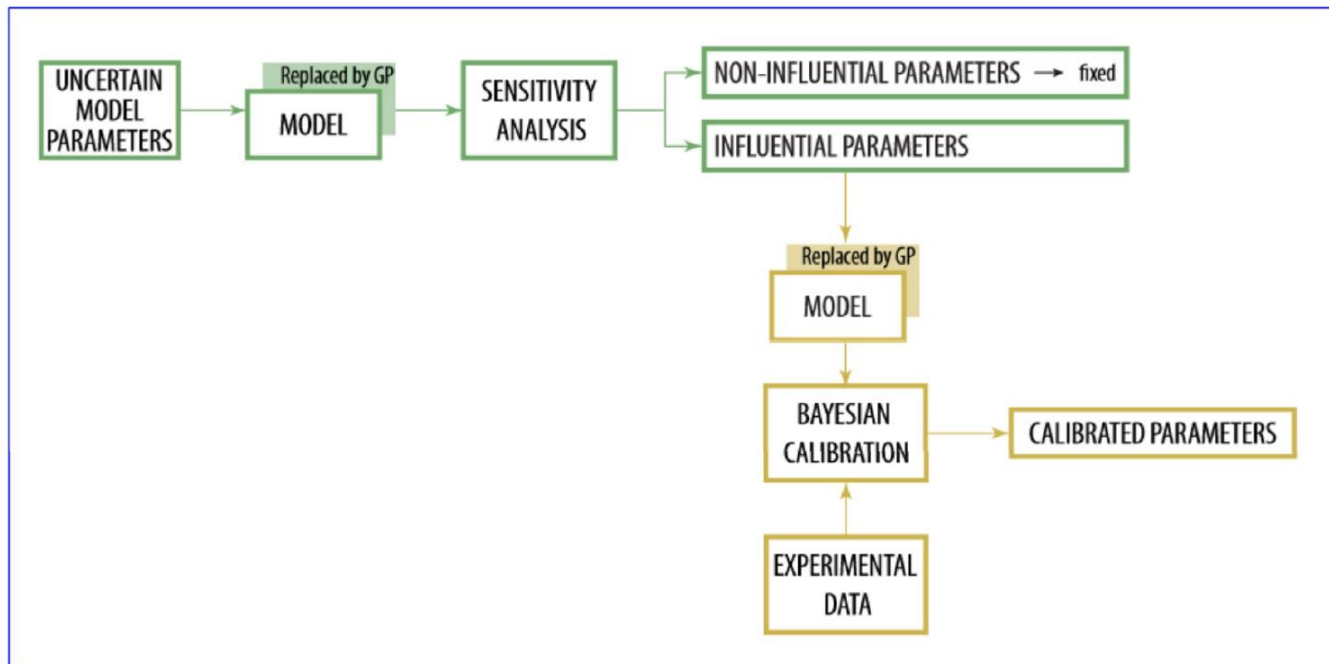 UNCERTAIN
MODEL
PARAMETERS
Replaced by GP
MODEL
SENSITIVITY
ANALYSIS
NON-INFLUENTIAL PARAMETERS → fixed
INFLUENTIAL PARAMETERS
Replaced by GP
MODEL
BAYESIAN
CALIBRATION
CALIBRATED PARAMETERS
EXPERIMENTAL
DATA